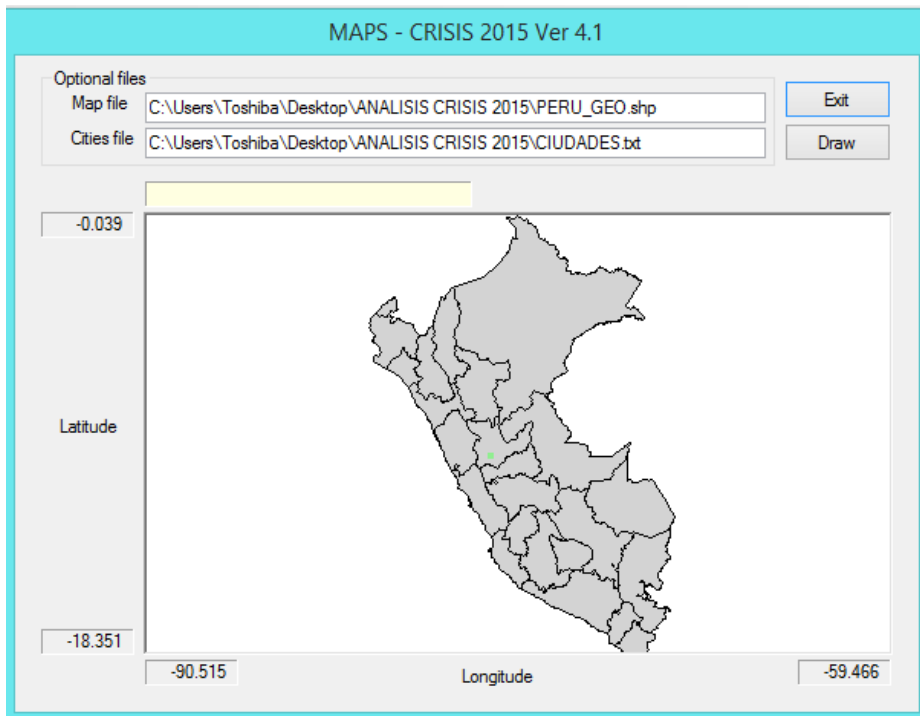 MAPS - CRISIS 2015 Ver 4.1
Optional files
Map file C:\Users\Toshiba\Desktop\ANALISIS CRISIS 2015\PERU_GEO.shp
Exit
Cities file C:\Users\Toshiba\Desktop\ANALISIS CRISIS 2015\CIUDADES.txt
Draw
-0.039
Latitude
-18.351
-90.515
Longitude
-59.466